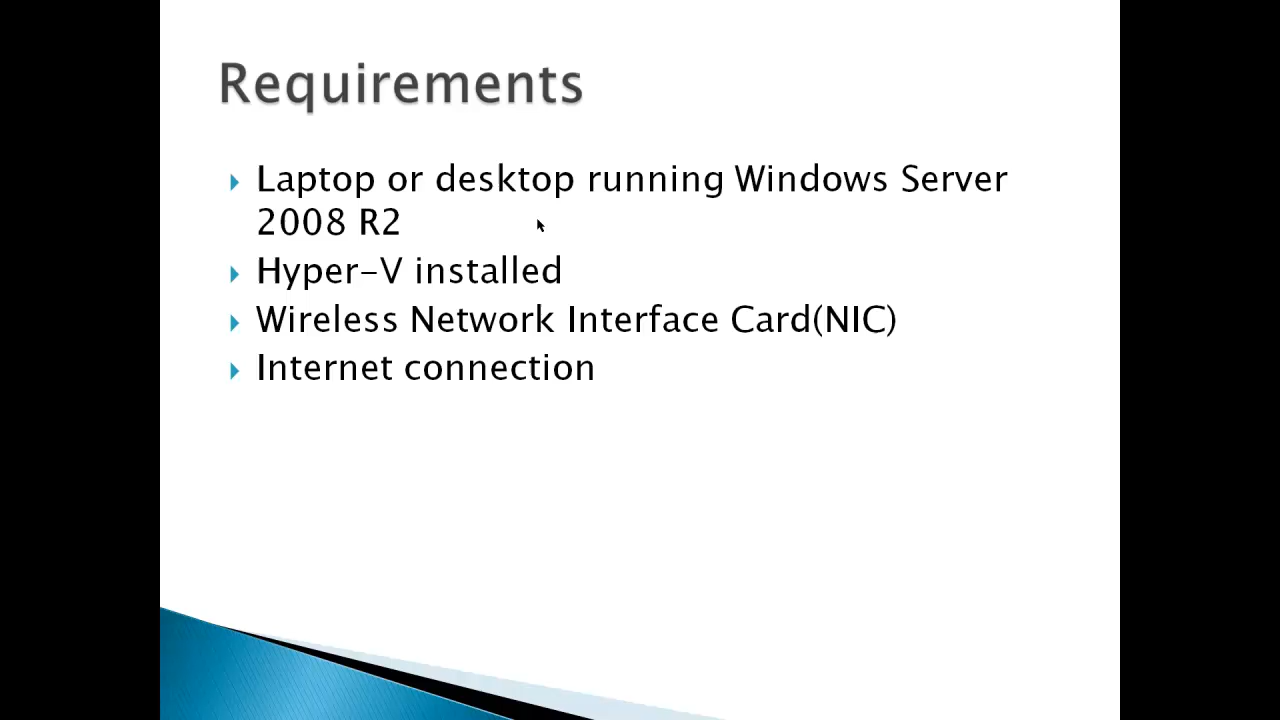 Requirements
Laptop or desktop running Windows Server
2008 R2
Hyper-V installed
Wireless Network Interface Card(NIC)
Internet connection